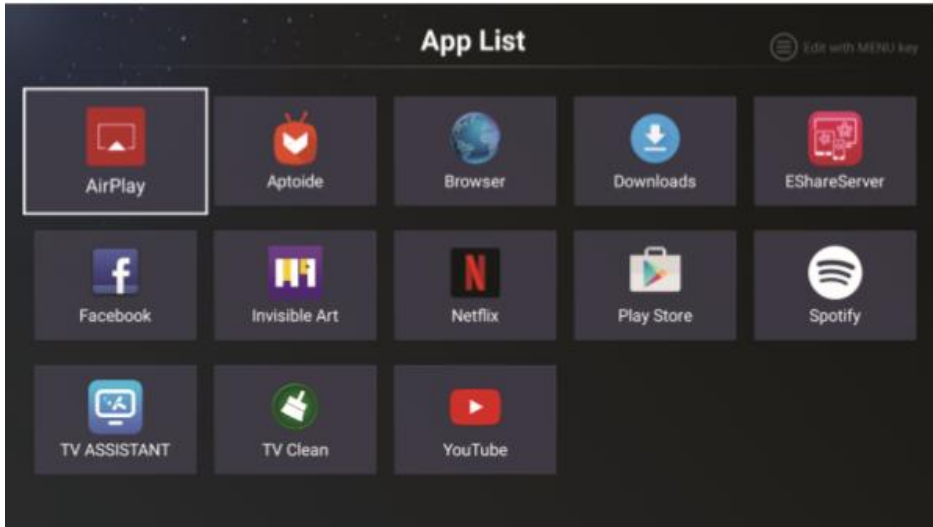 App List
Edit with MENU key
AirPlay
Aptoide
Browser
Downloads
EShareServer
Facebook
Invisible Art
Netflix
Play Store
Spotify
TV ASSISTANT
TV Clean
YouTube